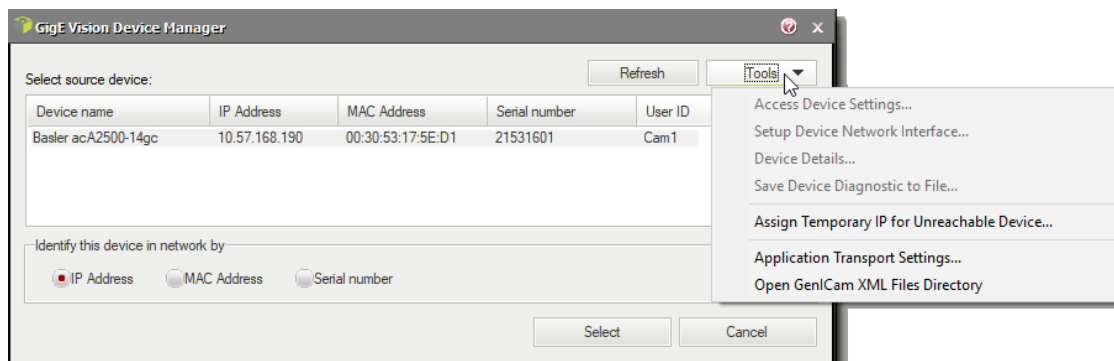 GigE Vision Device Manager
Select source device:
Refresh
Tools
Device name IP Address MAC Address Serial number User ID
Basler acA2500-14gc 10.57.168.190 00:30:53:17:5E:D1 21531601 Cam1
Access Device Settings...
Setup Device Network Interface...
Device Details...
Save Device Diagnostic to File...
Assign Temporary IP for Unreachable Device...
Application Transport Settings...
Open GenICam XML Files Directory
Identify this device in network by
IP Address MAC Address Serial number
Select Cancel